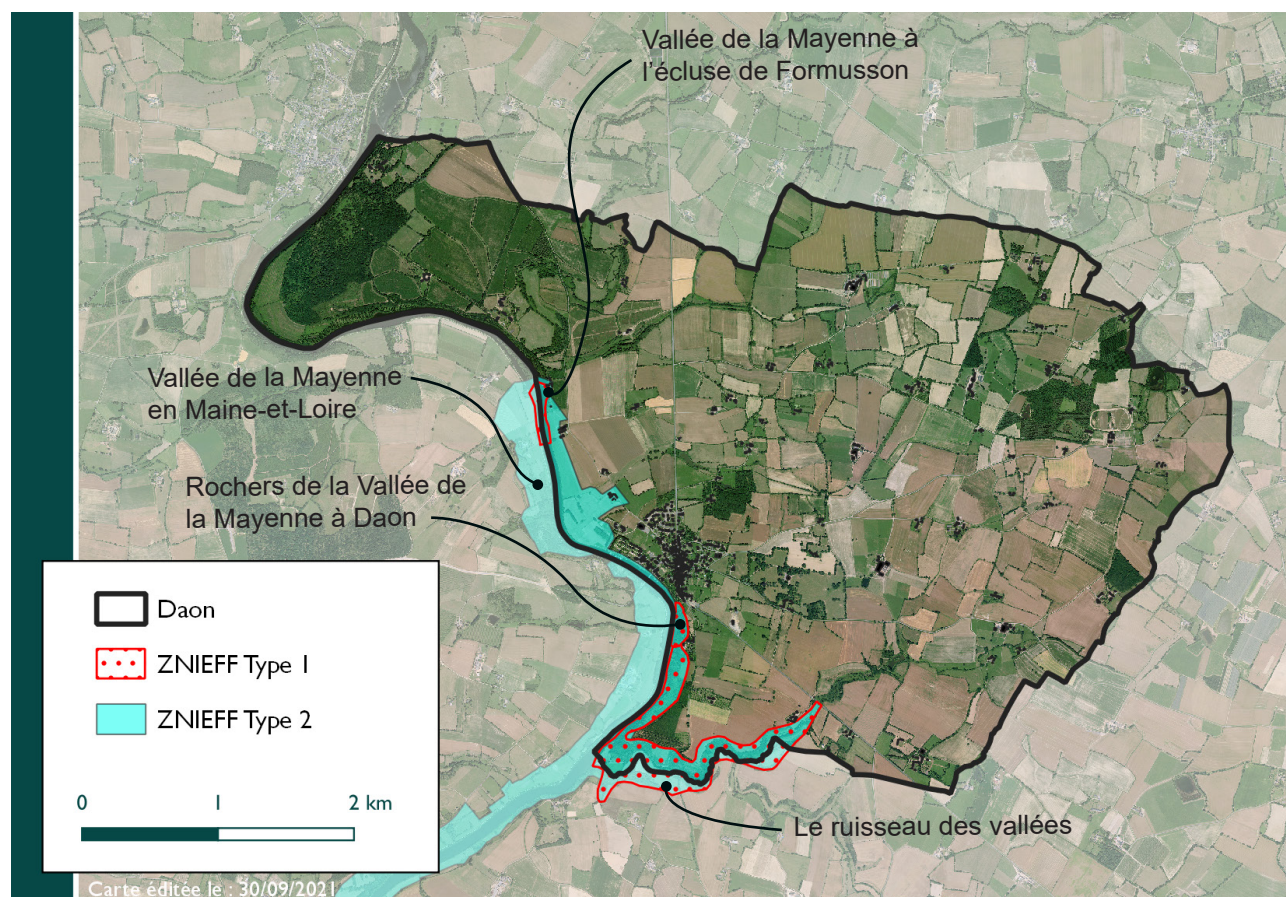 Vallée de la Mayenne à
l'écluse de Formusson
Vallée de la Mayenne
en Maine-et-Loire
Rochers de la Vallée de
la Mayenne à Daon
Daon
ZNIEFF Type 1
ZNIEFF Type 2
0 1 2 km
Le ruisseau des vallées
Carte éditée le : 30/09/2021